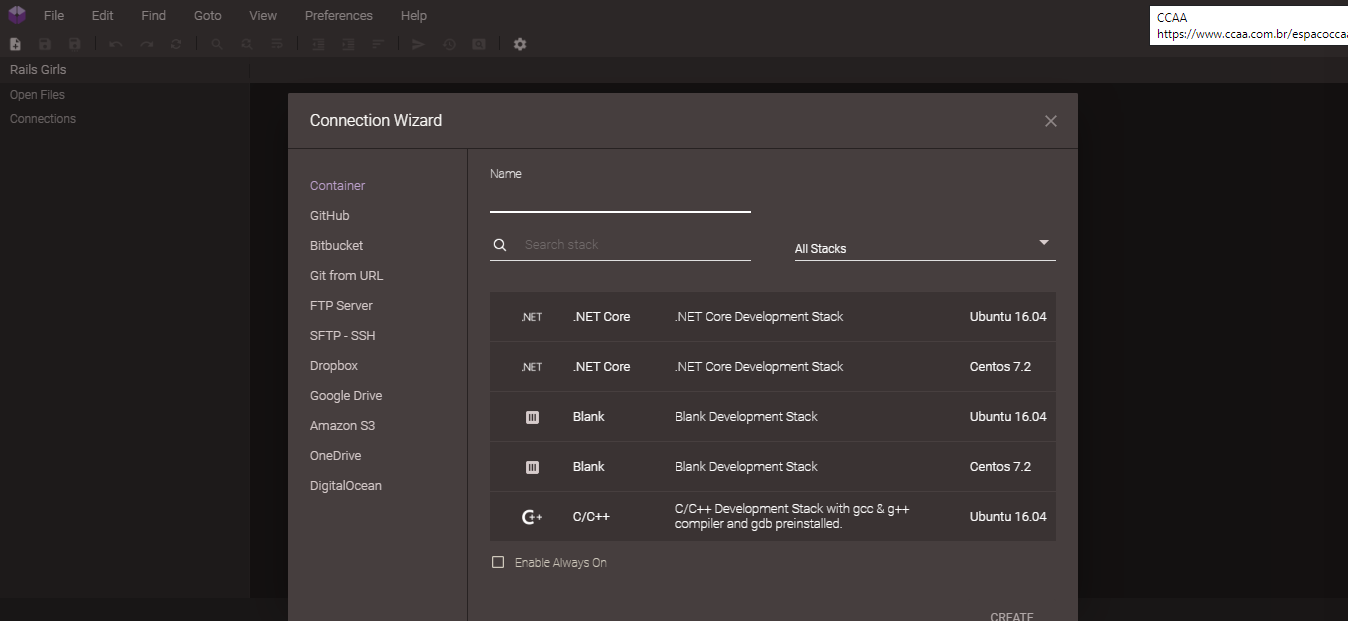 File Edit Find Goto View Preferences Help
CCAA
https://www.ccaa.com.br/espacoccaa
Rails Girls
Open Files
Connections
Connection Wizard
Container
GitHub
Bitbucket
Git from URL
FTP Server
SFTP - SSH
Dropbox
Google Drive
Amazon S3
OneDrive
DigitalOcean
Name
Search stack
All Stacks
.NET .NET Core .NET Core Development Stack Ubuntu 16.04
.NET .NET Core .NET Core Development Stack Centos 7.2
Blank Blank Development Stack Ubuntu 16.04
Blank Blank Development Stack Centos 7.2
C++ C/C++ C/C++ Development Stack with gcc & g++
compiler and gdb preinstalled. Ubuntu 16.04
Enable Always On
CREATE